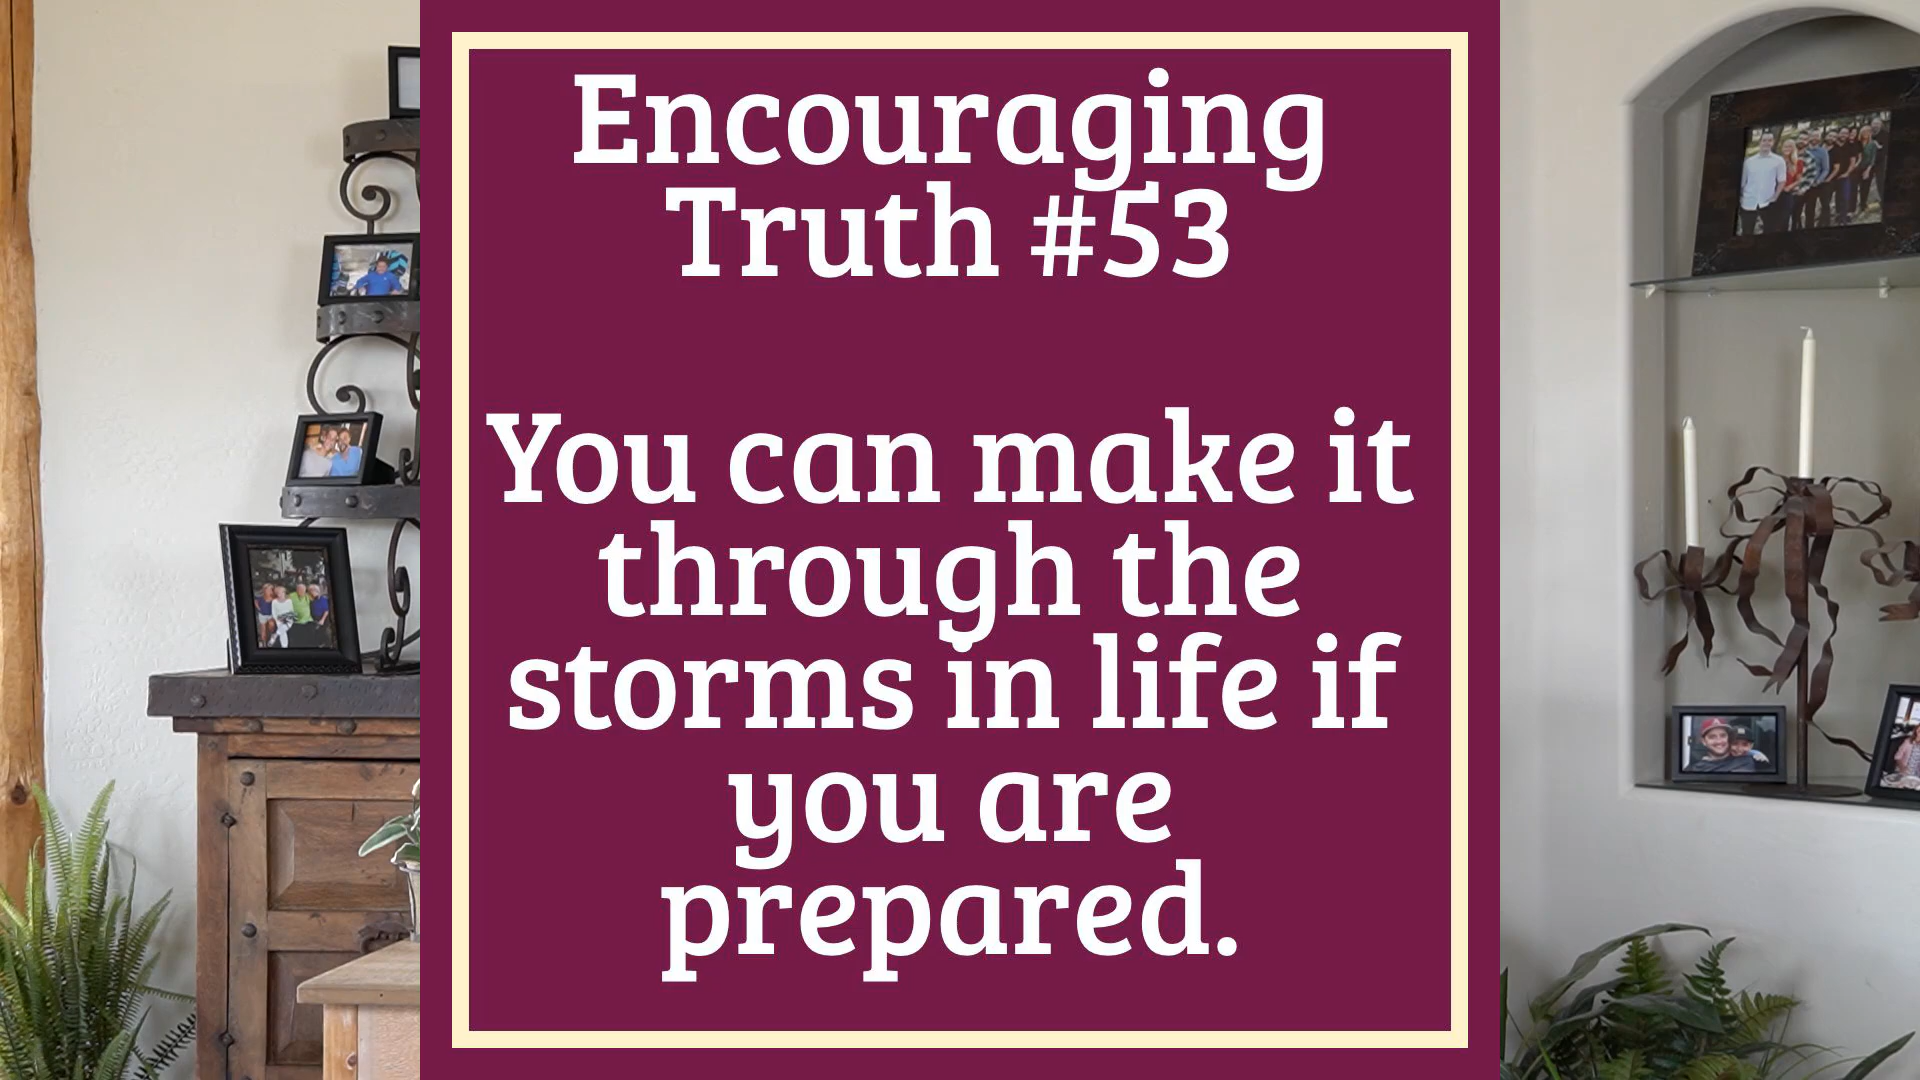 Encouraging
Truth #53
You can make it
through the
storms in life if
you are
prepared.